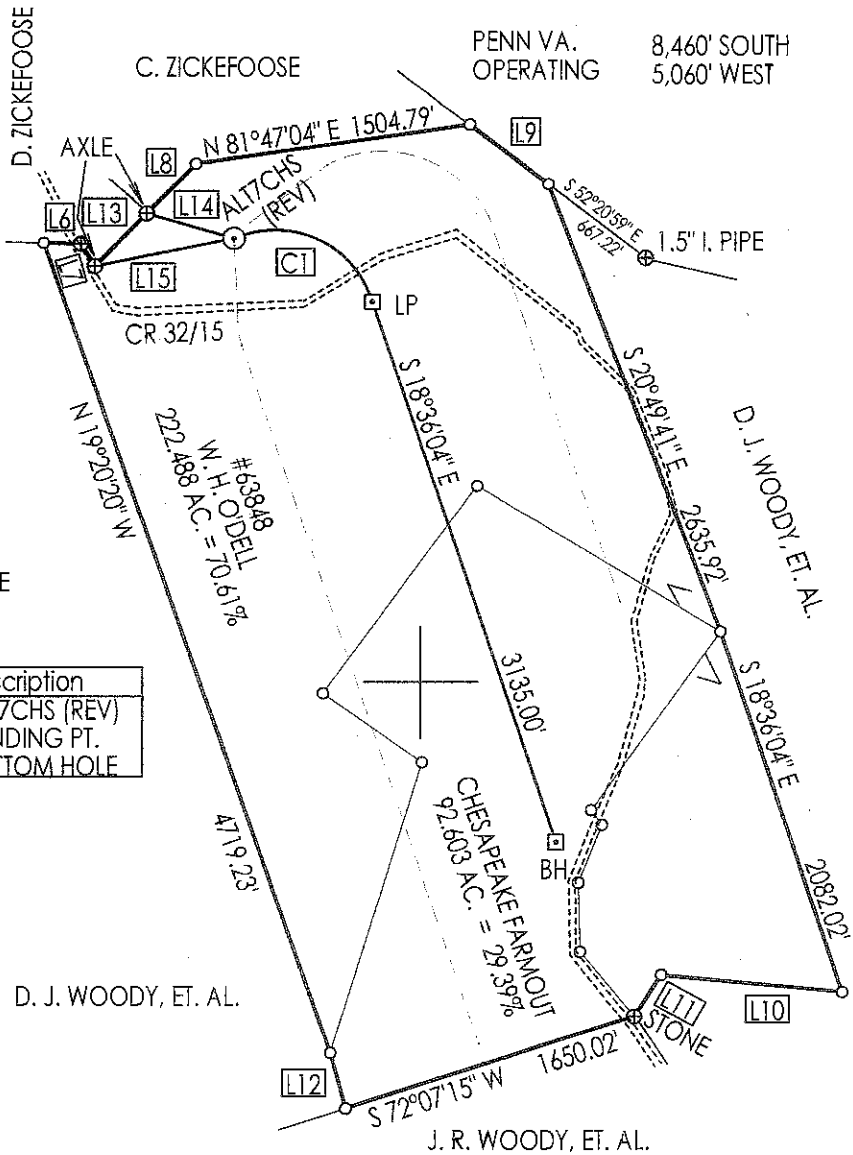 D. ZICKEFOOSE
C. ZICKEFOOSE
PENN VA.
OPERATING
8,460' SOUTH
5,060' WEST
AXLE
L8
N 81°47'04" E 1504.79'
L9
L6
L13
L14
ALT7CHS
(REV)
S 52°20'59" E
667.22'
1.5" I. PIPE
L7
L15
C1
LP
CR 32/15
S 20°49'41" E
2635.92'
D. J. WOODY, ET. AL.
N 19°20'20" W
4719.23'
#63848
W. H. O'DELL
222.488 AC. = 70.61%
S 18°36'04" E
3135.00'
E
scription
7CHS (REV)
NDING PT.
TTOM HOLE
S 18°36'04" E
2082.02'
CHESAPEAKE FARMOUT
92.603 AC. = 29.39%
BH
D. J. WOODY, ET. AL.
L11
L10
STONE
L12
S 72°07'15" W 1650.02'
J. R. WOODY, ET. AL.